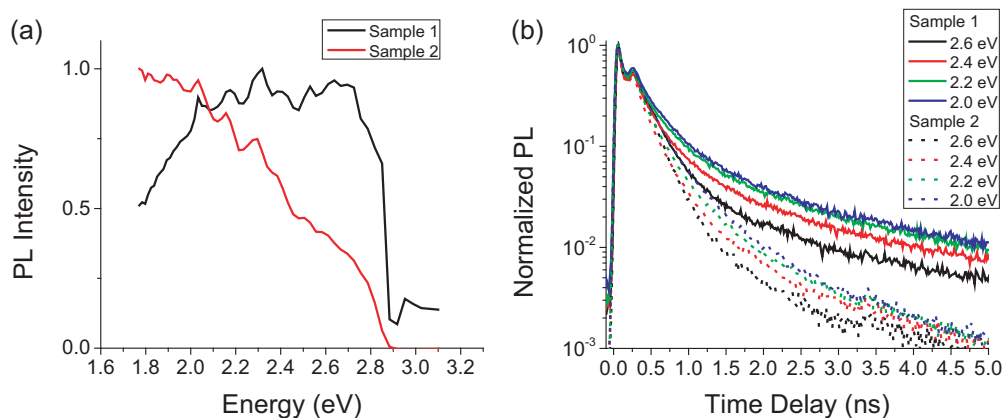 (a)
Sample 1
Sample 2
1.0
0.5
0.0
PL Intensity
1.6 1.8 2.0 2.2 2.4 2.6 2.8 3.0 3.2
Energy (eV)
(b)
Sample 1
2.6 eV
2.4 eV
2.2 eV
2.0 eV
Sample 2
2.6 eV
2.4 eV
2.2 eV
2.0 eV
10⁰
10⁻¹
10⁻²
10⁻³
Normalized PL
0.0 0.5 1.0 1.5 2.0 2.5 3.0 3.5 4.0 4.5 5.0
Time Delay (ns)